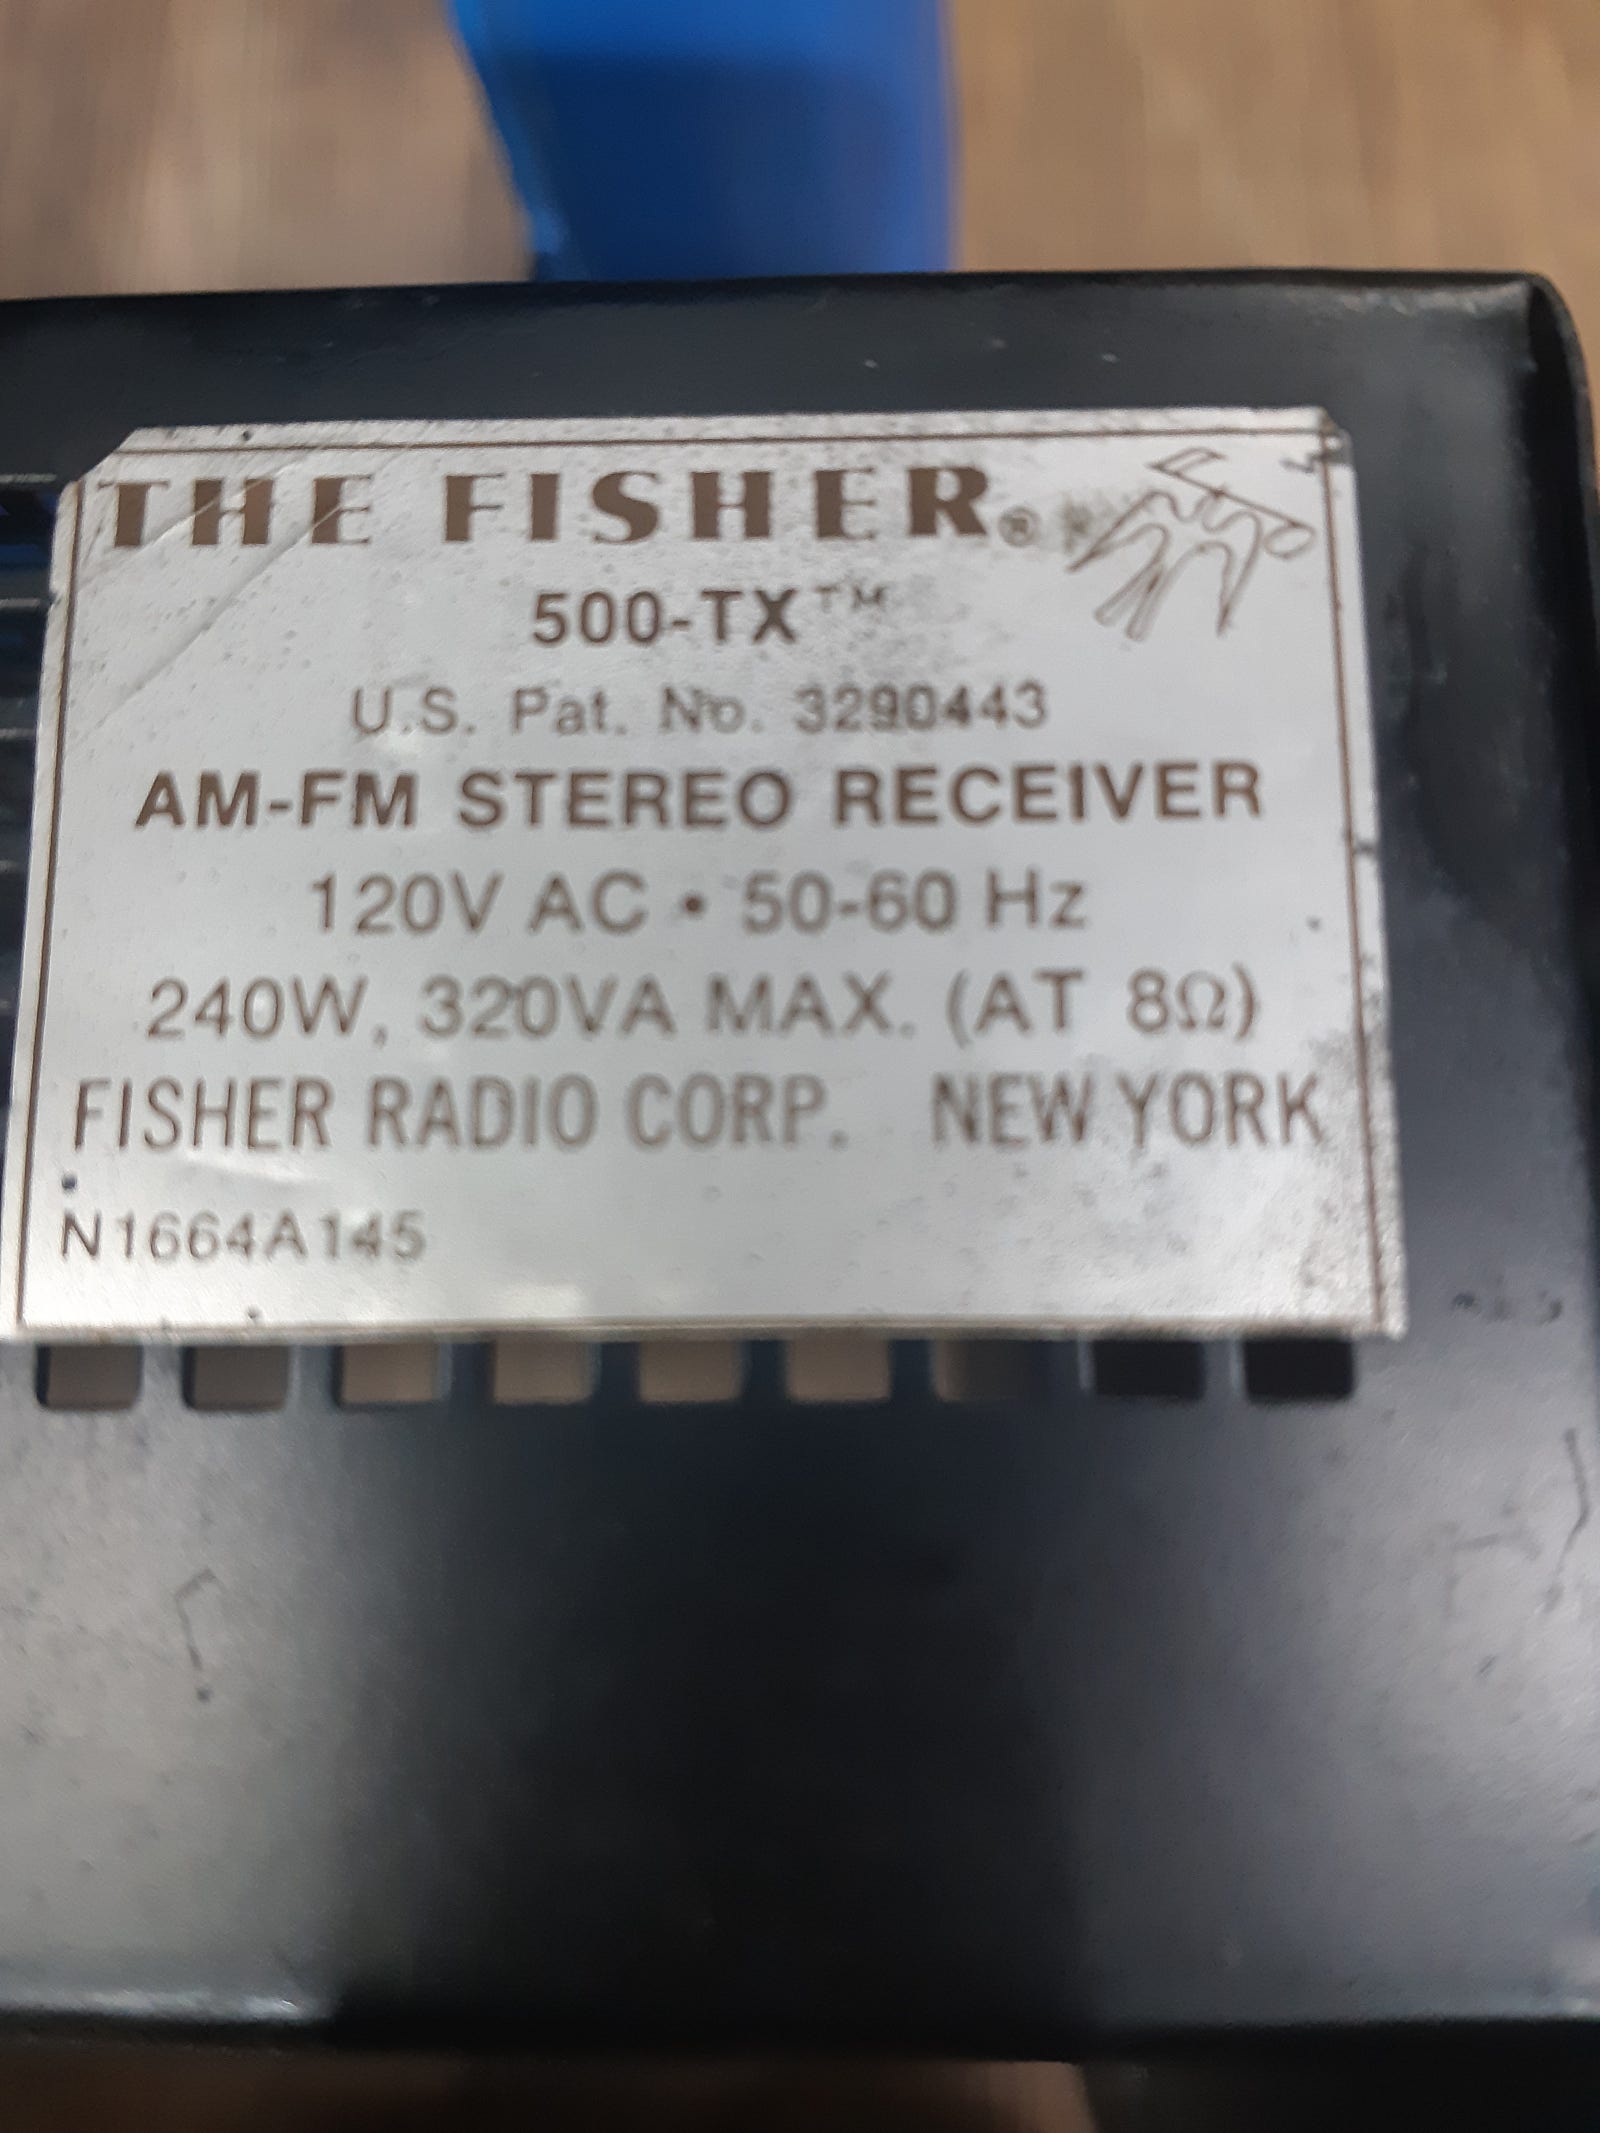 THE FISHER®
500-TX™
U.S. Pat. No. 3290443
AM-FM STEREO RECEIVER
120V AC • 50-60 Hz
240W, 320VA MAX. (AT 8Ω)
FISHER RADIO CORP. NEW YORK
N1664A145